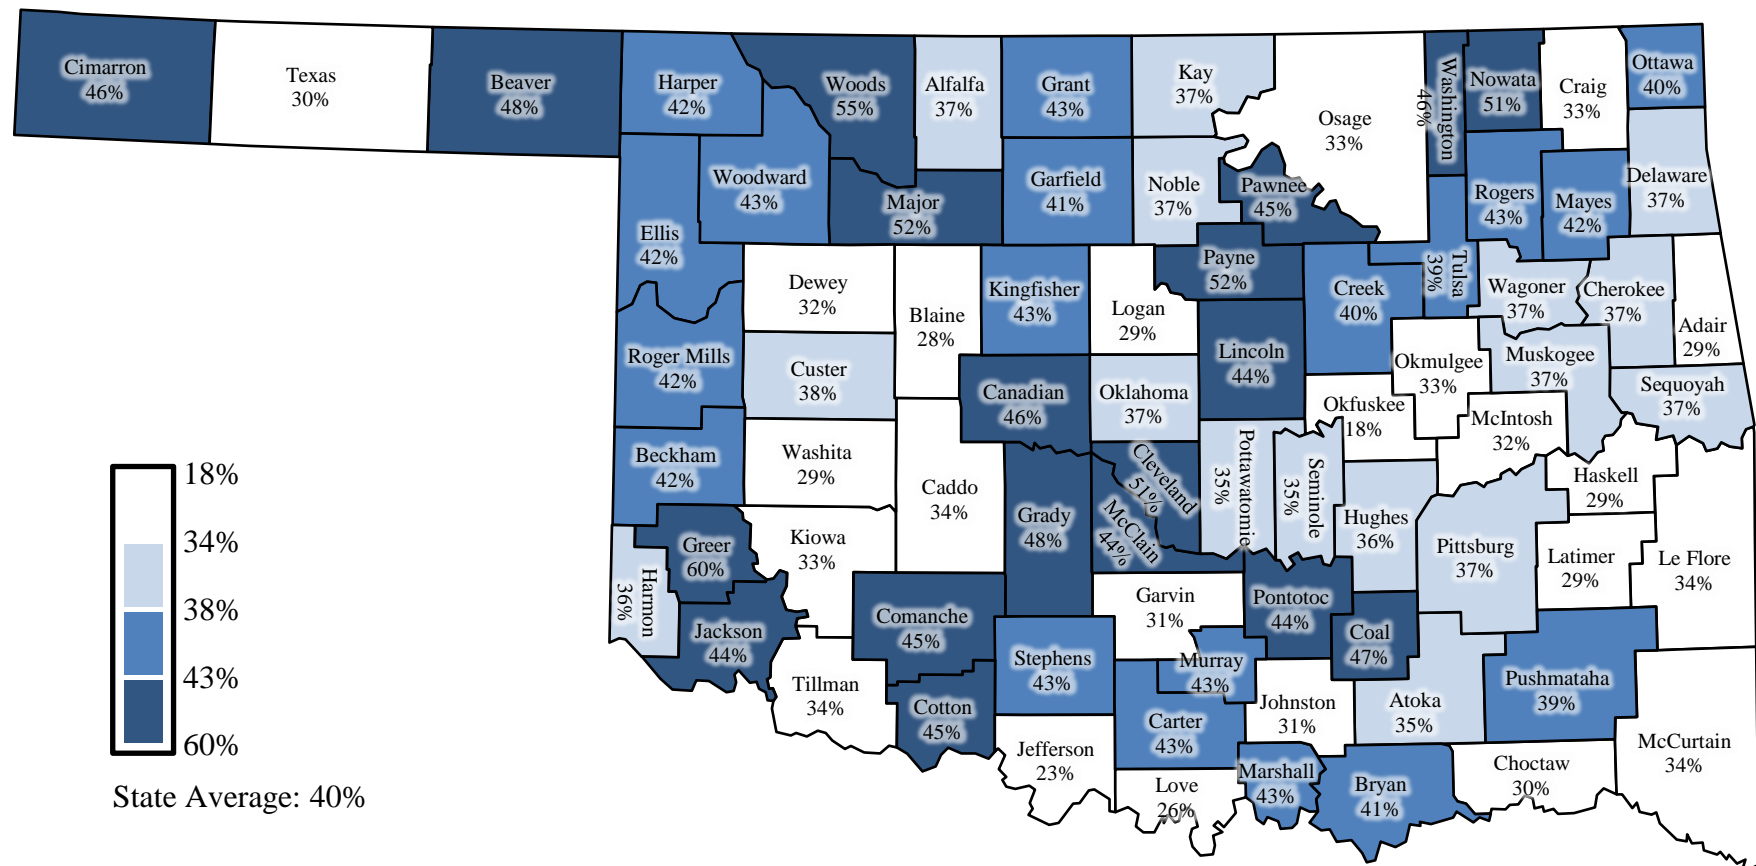 Cimarron
46%
Texas
30%
Beaver
48%
Harper
42%
Woods
55%
Alfalfa
37%
Grant
43%
Kay
37%
Osage
33%
Washington
46%
Nowata
51%
Craig
33%
Ottawa
40%
Woodward
43%
Major
52%
Garfield
41%
Noble
37%
Pawnee
45%
Rogers
43%
Mayes
42%
Delaware
37%
Ellis
42%
Dewey
32%
Blaine
28%
Kingfisher
43%
Logan
29%
Payne
52%
Creek
40%
Tulsa
39%
Wagoner
37%
Cherokee
37%
Adair
29%
Roger Mills
42%
Custer
38%
Canadian
46%
Oklahoma
37%
Lincoln
44%
Okmulgee
33%
Muskogee
37%
Sequoyah
37%
Okfuskee
18%
McIntosh
32%
Beckham
42%
Washita
29%
Caddo
34%
Grady
48%
Cleveland
51%
McClain
44%
Pottawatomie
35%
Seminole
35%
Hughes
36%
Haskell
29%
Pittsburg
37%
Latimer
29%
Le Flore
34%
Greer
60%
Kiowa
33%
Harmon
36%
Jackson
44%
Comanche
45%
Garvin
31%
Pontotoc
44%
Coal
47%
Tillman
34%
Cotton
45%
Stephens
43%
Murray
43%
Johnston
31%
Atoka
35%
Pushmataha
39%
Carter
43%
Jefferson
23%
Love
26%
Marshall
43%
Bryan
41%
Choctaw
30%
McCurtain
34%
18%
34%
38%
43%
60%
State Average: 40%